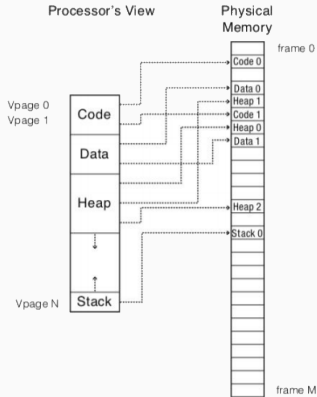 Processor's View
Physical
Memory
frame 0
Code 0
Data 0
Heap 1
Code 1
Heap 0
Data 1
Heap 2
Stack 0
frame M
Vpage 0
Vpage 1
Code
Data
Heap
Vpage N
Stack